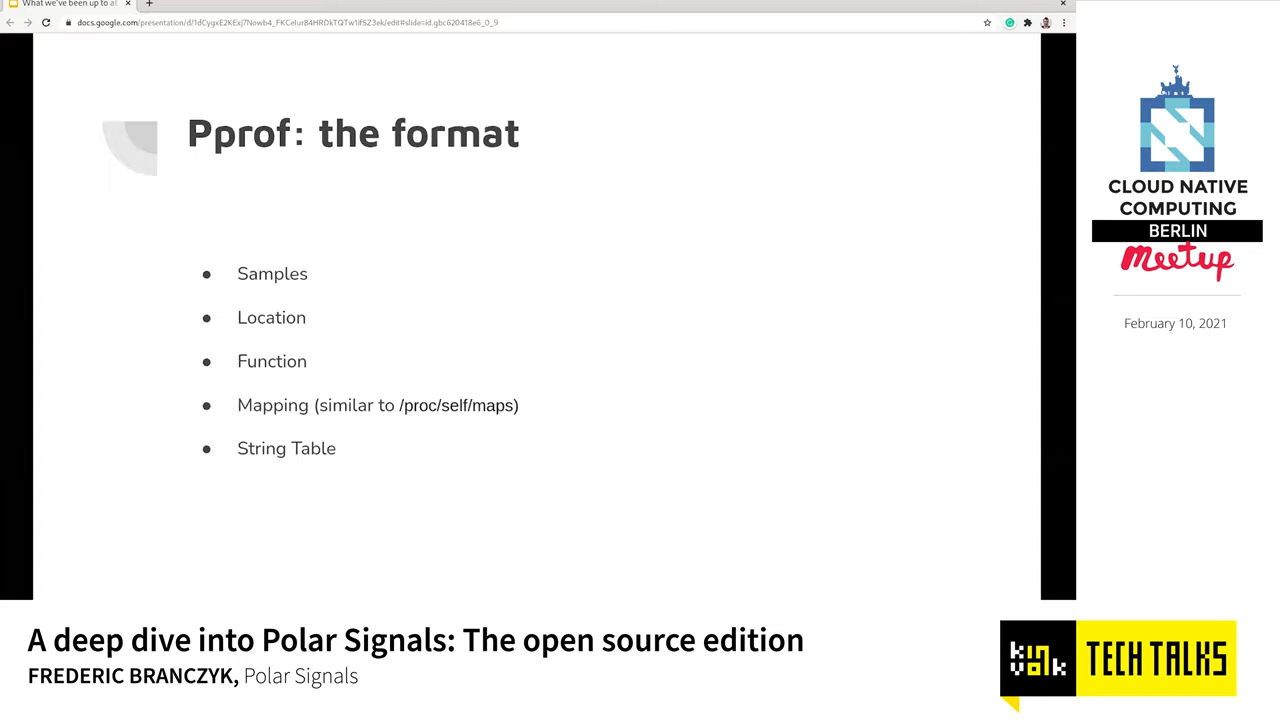 What we've been up to at
docs.google.com/presentation/d/1dCygxE2KExj7Nowb4_FKCeIur84HRDkTQTw1ifSZ3ek/edit#slide=id.gbc620418e6_0_9
Pprof: the format
● Samples
● Location
● Function
● Mapping (similar to /proc/self/maps)
● String Table
CLOUD NATIVE
COMPUTING
BERLIN
meetup
February 10, 2021
A deep dive into Polar Signals: The open source edition
FREDERIC BRANCZYK, Polar Signals
kinvolk
TECH TALKS